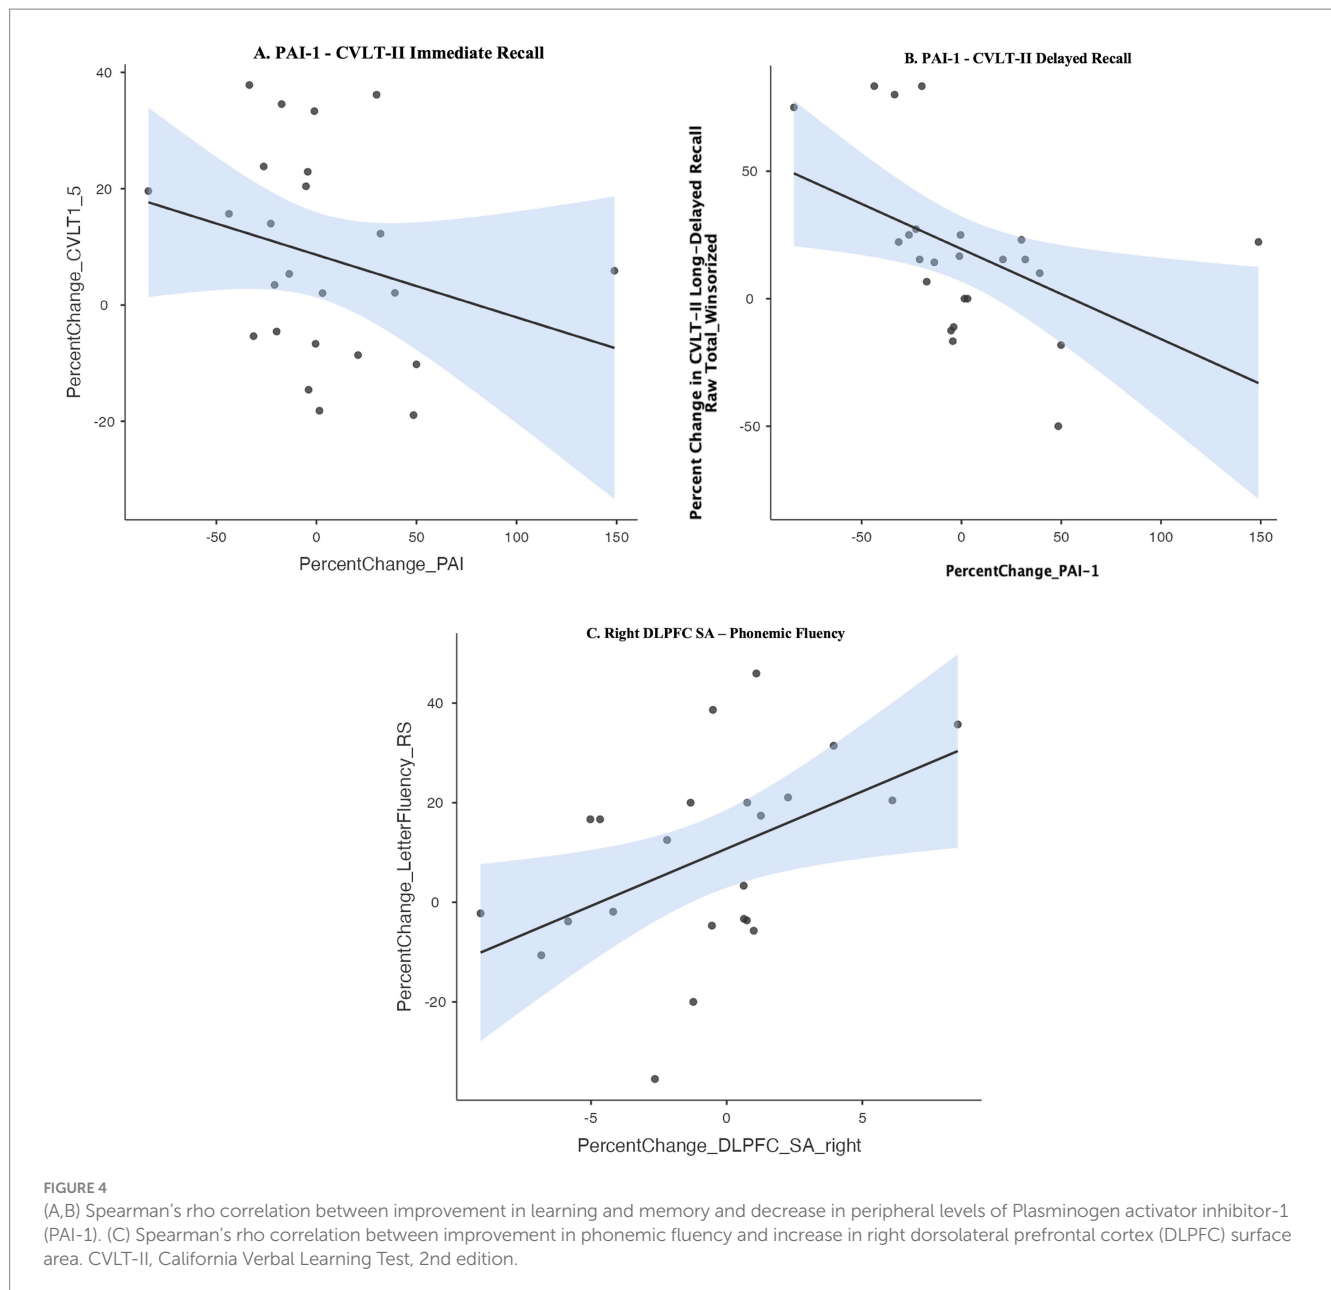 A. PAI-1 - CVLT-II Immediate Recall
40
20
0
-20
PercentChange_CVLT1_5
-50
0
50
100
150
PercentChange_PAI
B. PAI-1 - CVLT-II Delayed Recall
50
0
-50
Percent Change in CVLT-II Long-Delayed Recall
Raw Total_Winsorized
-50
0
50
100
150
PercentChange_PAI-1
C. Right DLPFC SA – Phonemic Fluency
40
20
0
-20
PercentChange_LetterFluency_RS
-5
0
5
PercentChange_DLPFC_SA_right
FIGURE 4
(A,B) Spearman's rho correlation between improvement in learning and memory and decrease in peripheral levels of Plasminogen activator inhibitor-1
(PAI-1). (C) Spearman's rho correlation between improvement in phonemic fluency and increase in right dorsolateral prefrontal cortex (DLPFC) surface
area. CVLT-II, California Verbal Learning Test, 2nd edition.